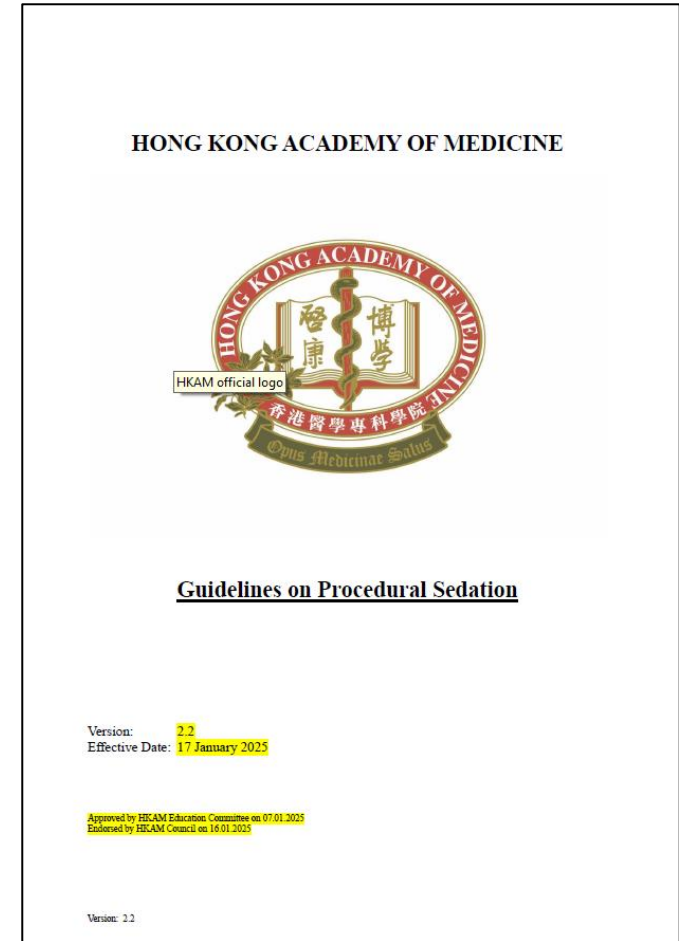 HONG KONG ACADEMY OF MEDICINE
HONG KONG ACADEMY OF MEDICINE
啓康
博學
HKAM official logo
香港醫學專科學院
Opus Medicinae Salus
Guidelines on Procedural Sedation
Version: 2.2
Effective Date: 17 January 2025
Approved by HKAM Education Committee on 07.01.2025
Endorsed by HKAM Council on 16.01.2025
Version: 2.2